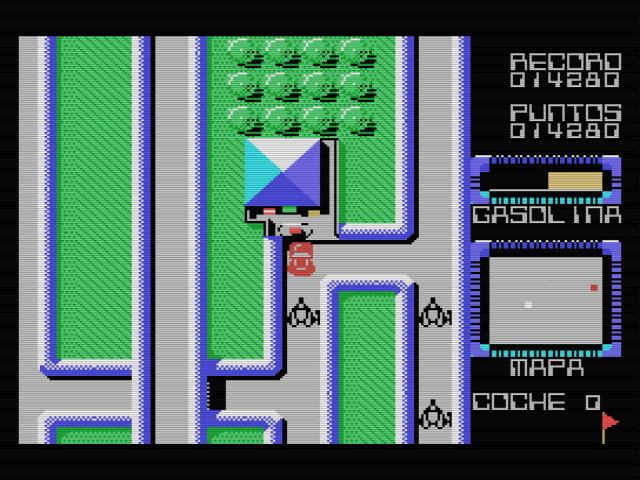 RECORD
014280
PUNTOS
014280
GASOLINA
MAPA
COCHE 0